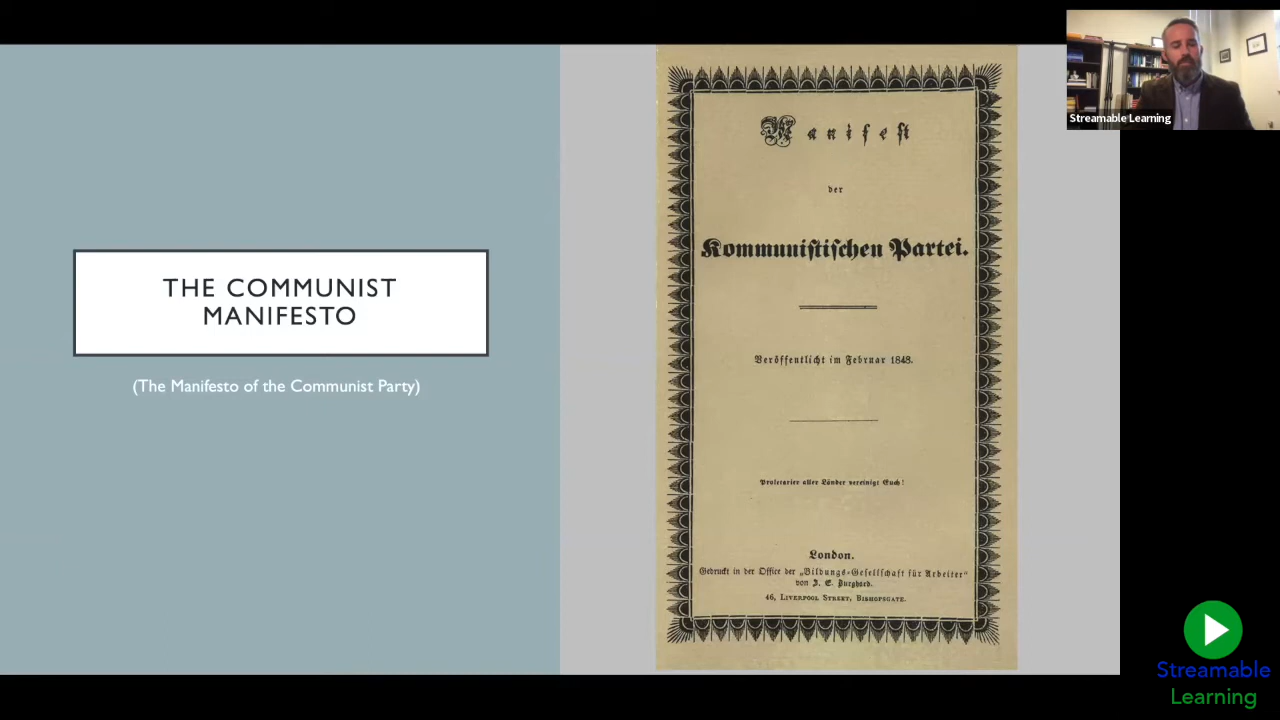 THE COMMUNIST
MANIFESTO
(The Manifesto of the Communist Party)
Manifest
der
Kommunistischen Partei.
Veröffentlicht im Februar 1848.
Proletarier aller Länder vereinigt Euch!
London.
Gedruckt in der Office der „Bildungs-Gesellschaft für Arbeiter“
von J. E. Burghard.
46, LIVERPOOL STREET, BISHOPSGATE.
Streamable Learning
Streamable
Learning